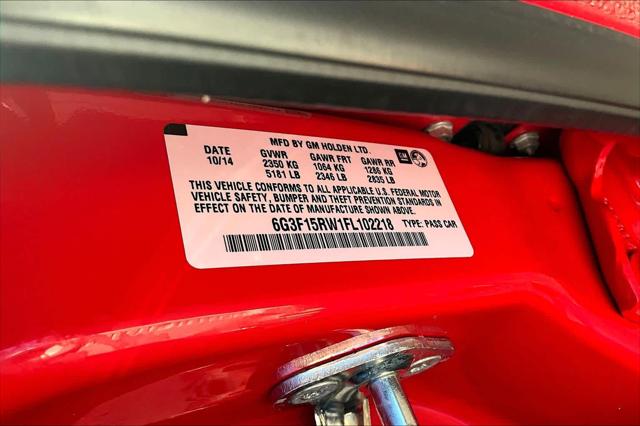 MFD BY GM HOLDEN LTD.
DATE GVWR GAWR FRT GAWR RR GM
10/14 2350 KG 1064 KG 1286 KG
5181 LB 2346 LB 2835 LB
THIS VEHICLE CONFORMS TO ALL APPLICABLE U.S. FEDERAL MOTOR
VEHICLE SAFETY, BUMPER, AND THEFT PREVENTION STANDARDS IN
EFFECT ON THE DATE OF MANUFACTURE SHOWN ABOVE.
6G3F15RW1FL102218
TYPE: PASS CAR